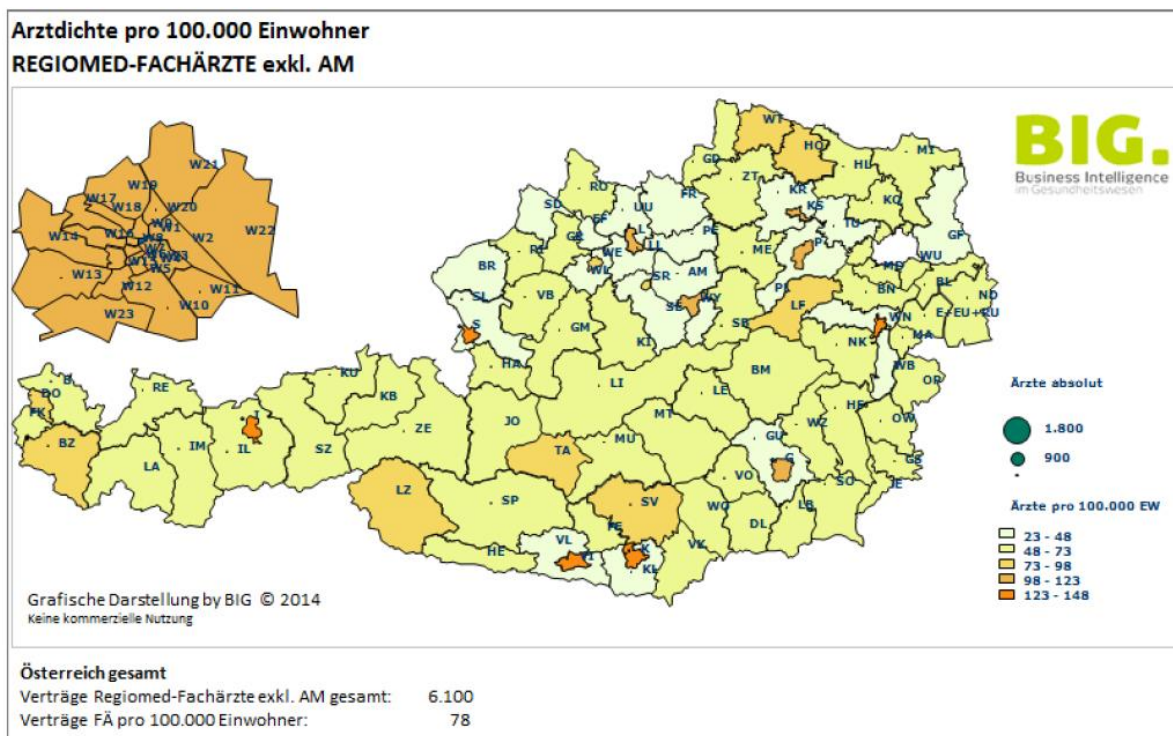 Arztdichte pro 100.000 Einwohner
REGIOMED-FACHÄRZTE exkl. AM
BIG.
Business Intelligence
im Gesundheitswesen
W21
W19
W17
W18
W20
W16
W1
W14
W2
W22
W13
W12
W5
W11
W10
W23
WT
HO
GD
HL
MI
RO
ZT
KR
KS
KO
SD
UU
FR
EF
TU
GF
GR
L
PE
P
WU
RI
WE
LL
ME
MD
BR
WL
SR
AM
BN
BL
ND
SL
VB
SE
WY
PL
LF
WN
E+EU+RU
S
GM
KI
SB
NK
MA
HA
WB
OP
KU
RE
LI
LE
BM
B
DO
KB
HF
FK
I
JO
MT
OW
BZ
IM
IL
SZ
ZE
TA
MU
GU
WZ
LA
G
GS
LZ
VO
SO
JE
SP
SV
WO
DL
LB
FE
HE
VL
VI
K
VK
KL
Ärzte absolut
1.800
900
Ärzte pro 100.000 EW
23 - 48
48 - 73
73 - 98
98 - 123
123 - 148
Grafische Darstellung by BIG © 2014
Keine kommerzielle Nutzung
Österreich gesamt
Verträge Regiomed-Fachärzte exkl. AM gesamt: 6.100
Verträge FÄ pro 100.000 Einwohner: 78